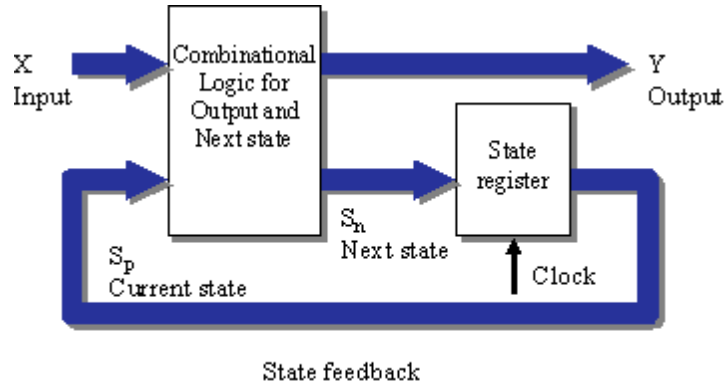 X
Input
Combinational
Logic for
Output and
Next state
Y
Output
State
register
Sn
Next state
Sp
Current state
Clock
State feedback